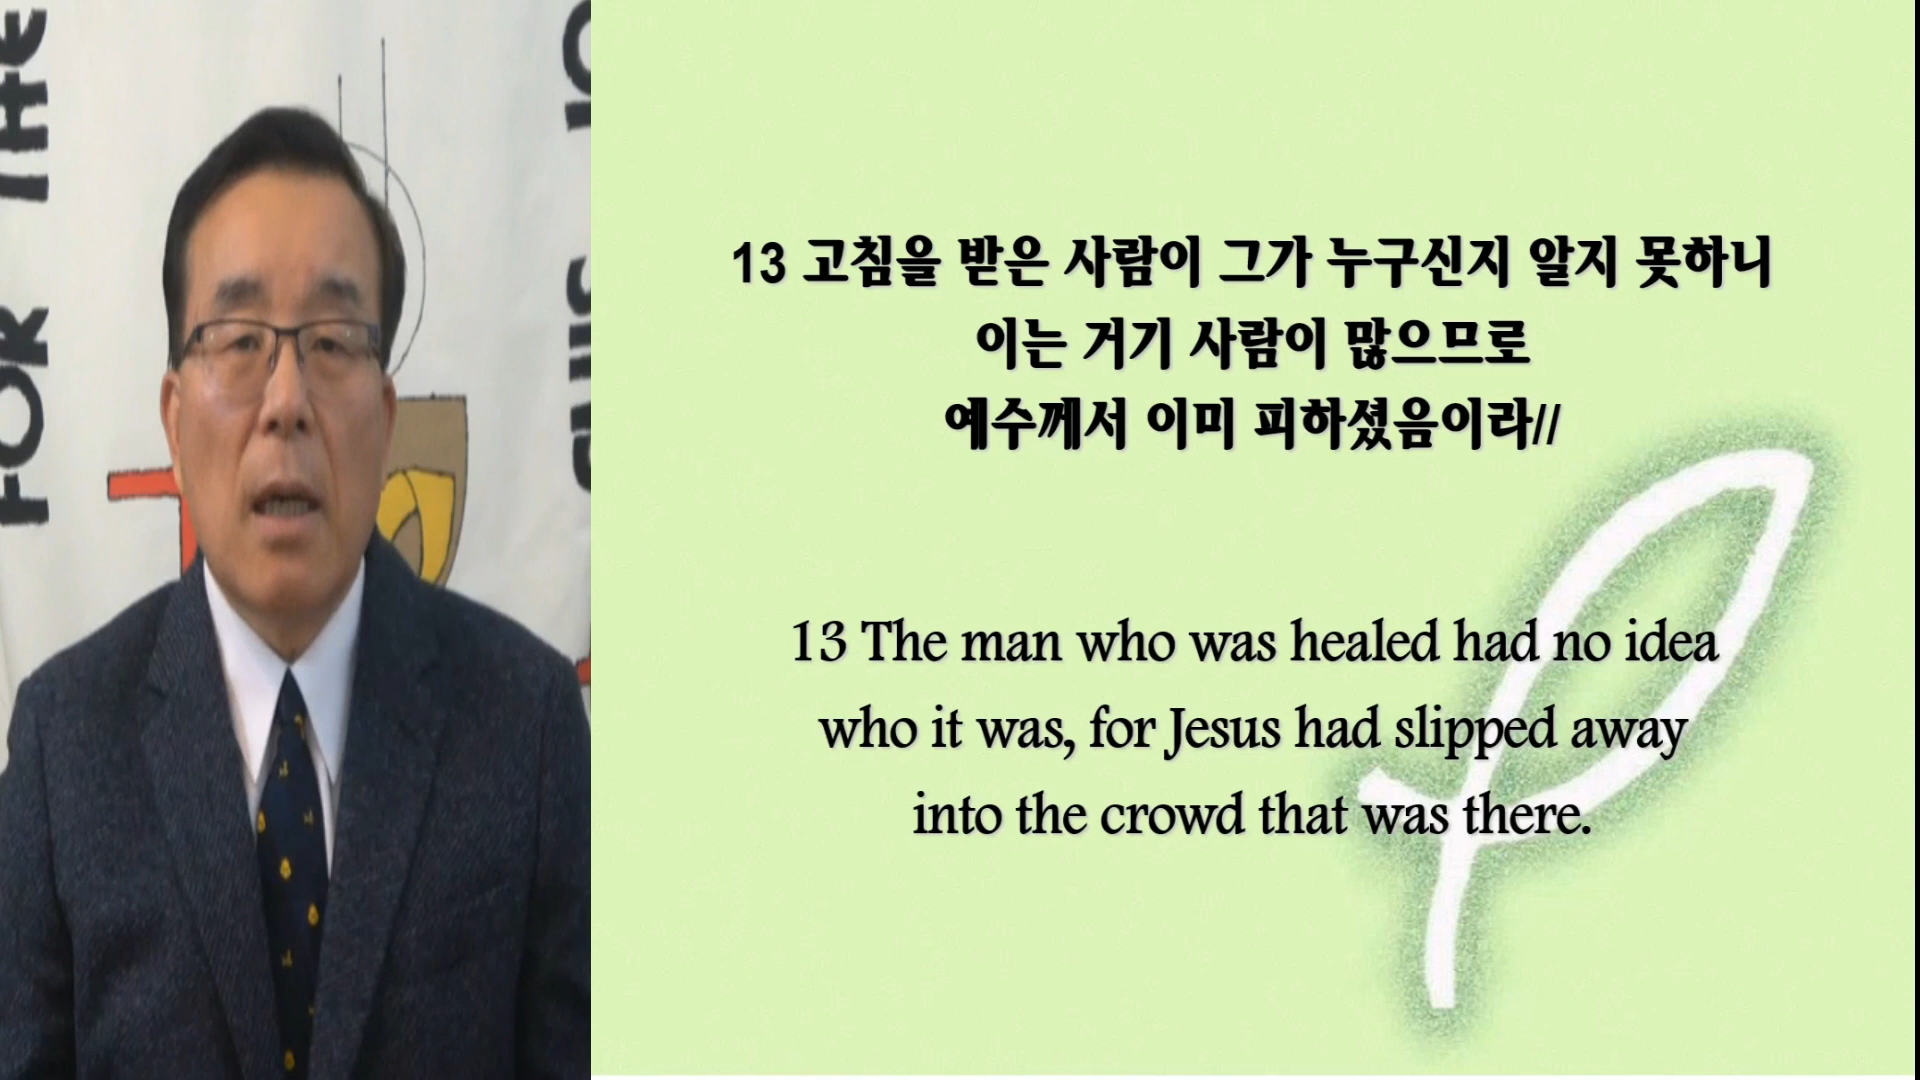 FOR THE
13 고침을 받은 사람이 그가 누구신지 알지 못하니
이는 거기 사람이 많으므로
예수께서 이미 피하셨음이라//
13 The man who was healed had no idea
who it was, for Jesus had slipped away
into the crowd that was there.